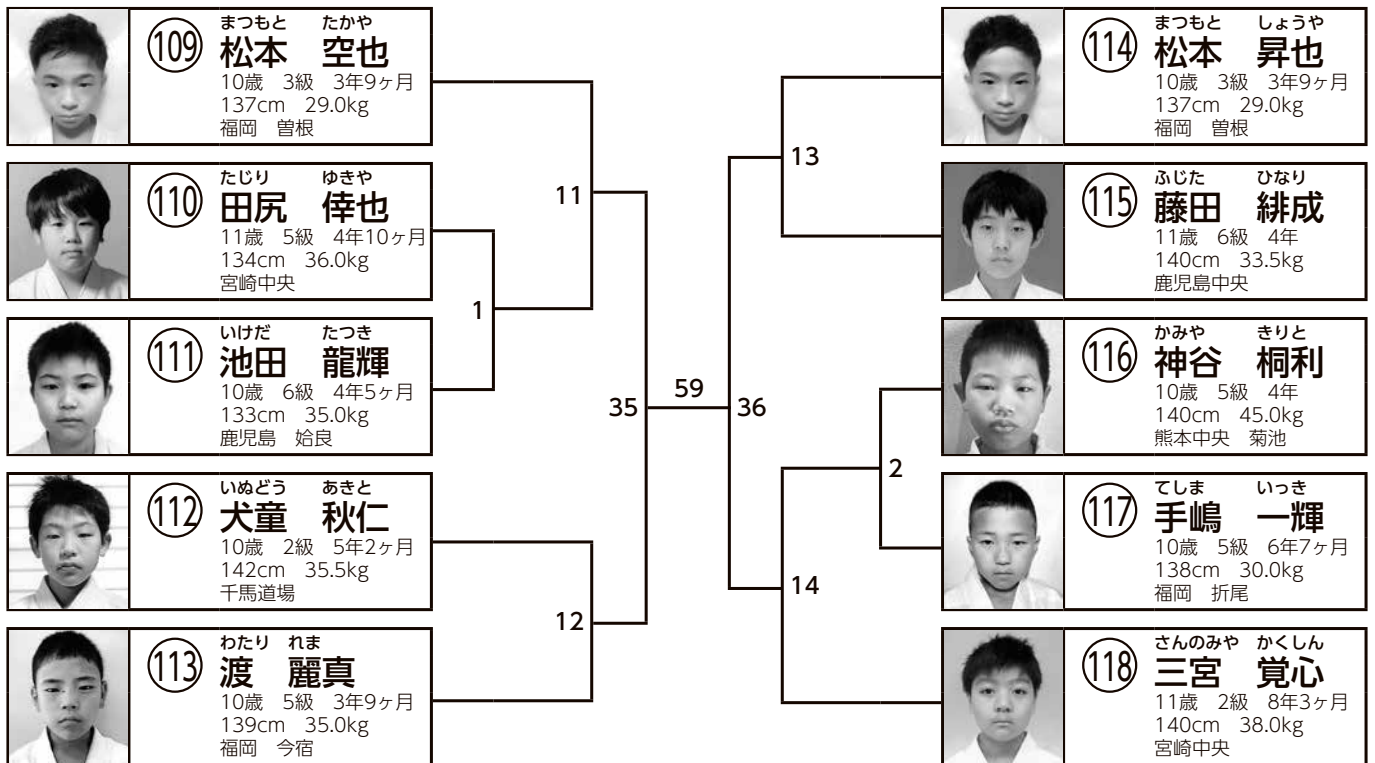 109
まつもと たかや
松本 空也
10歳 3級 3年9ヶ月
137cm 29.0kg
福岡 曽根
110
たじり ゆきや
田尻 倖也
11歳 5級 4年10ヶ月
134cm 36.0kg
宮崎中央
111
いけだ たつき
池田 龍輝
10歳 6級 4年5ヶ月
133cm 35.0kg
鹿児島 姶良
112
いぬどう あきと
犬童 秋仁
10歳 2級 5年2ヶ月
142cm 35.5kg
千馬道場
113
わたり れま
渡 麗真
10歳 5級 3年9ヶ月
139cm 35.0kg
福岡 今宿
11
1
35
12
59
36
13
2
14
114
まつもと しょうや
松本 昇也
10歳 3級 3年9ヶ月
137cm 29.0kg
福岡 曽根
115
ふじた ひなり
藤田 緋成
11歳 6級 4年
140cm 33.5kg
鹿児島中央
116
かみや きりと
神谷 桐利
10歳 5級 4年
140cm 45.0kg
熊本中央 菊池
117
てしま いっき
手嶋 一輝
10歳 5級 6年7ヶ月
138cm 30.0kg
福岡 折尾
118
さんのみや かくしん
三宮 覚心
11歳 2級 8年3ヶ月
140cm 38.0kg
宮崎中央